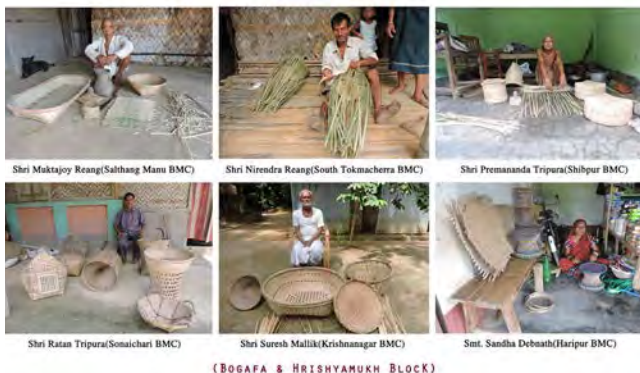 Shri Muktajoy Reang(Salthang Manu BMC)
Shri Nirendra Reang(South Tokmacherra BMC)
Shri Premananda Tripura(Shibpur BMC)
Shri Ratan Tripura(Sonaichari BMC)
Shri Suresh Mallik(Krishnanagar BMC)
Smt. Sandha Debnath(Haripur BMC)
(BOGAFA & HRISHYAMUKH BLOCK)